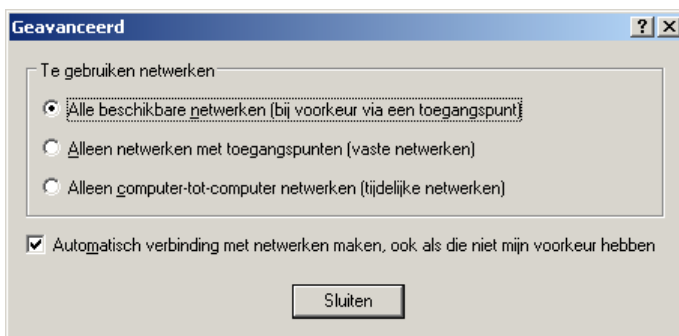 Geavanceerd
Te gebruiken netwerken
Alle beschikbare netwerken (bij voorkeur via een toegangspunt)
Alleen netwerken met toegangspunten (vaste netwerken)
Alleen computer-tot-computer netwerken (tijdelijke netwerken)
Automatisch verbinding met netwerken maken, ook als die niet mijn voorkeur hebben
Sluiten